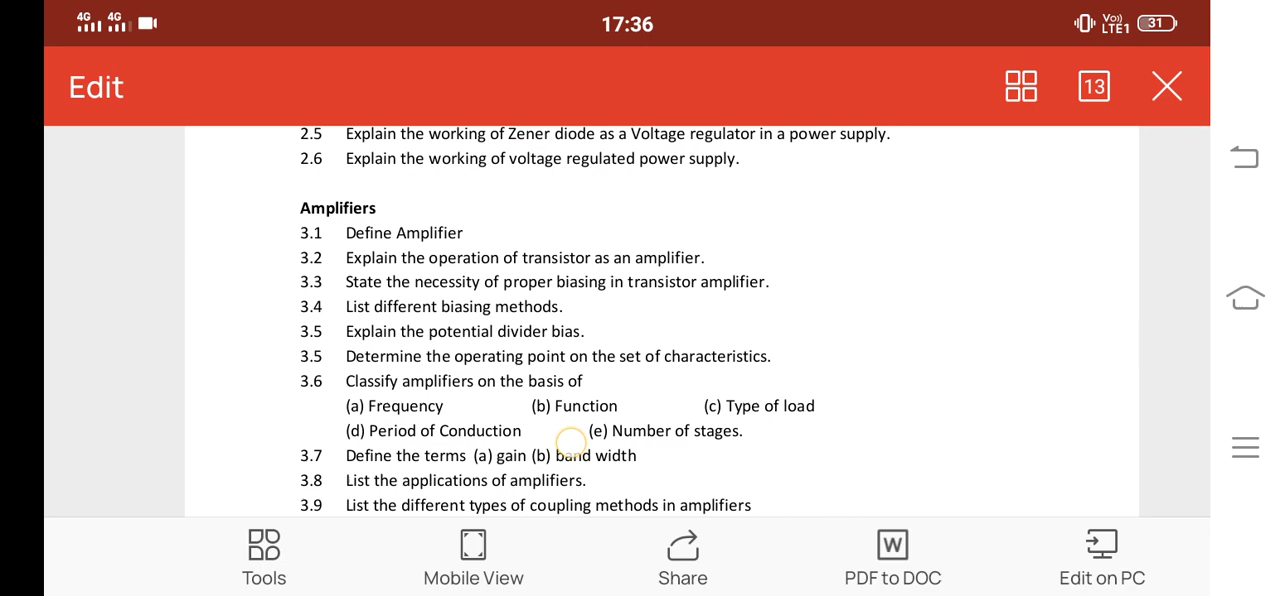 4G 4G 17:36 Vo)) LTE1 31
Edit 13
2.5 Explain the working of Zener diode as a Voltage regulator in a power supply.
2.6 Explain the working of voltage regulated power supply.
Amplifiers
3.1 Define Amplifier
3.2 Explain the operation of transistor as an amplifier.
3.3 State the necessity of proper biasing in transistor amplifier.
3.4 List different biasing methods.
3.5 Explain the potential divider bias.
3.5 Determine the operating point on the set of characteristics.
3.6 Classify amplifiers on the basis of
(a) Frequency (b) Function (c) Type of load
(d) Period of Conduction (e) Number of stages.
3.7 Define the terms (a) gain (b) band width
3.8 List the applications of amplifiers.
3.9 List the different types of coupling methods in amplifiers
W
Tools Mobile View Share PDF to DOC Edit on PC